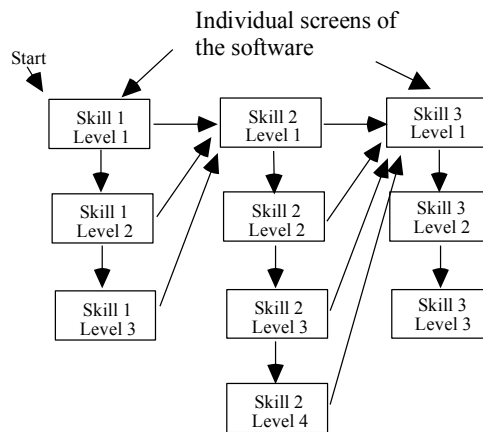 Individual screens of
the software
Start
Skill 1
Level 1
Skill 2
Level 1
Skill 3
Level 1
Skill 1
Level 2
Skill 2
Level 2
Skill 3
Level 2
Skill 1
Level 3
Skill 2
Level 3
Skill 3
Level 3
Skill 2
Level 4